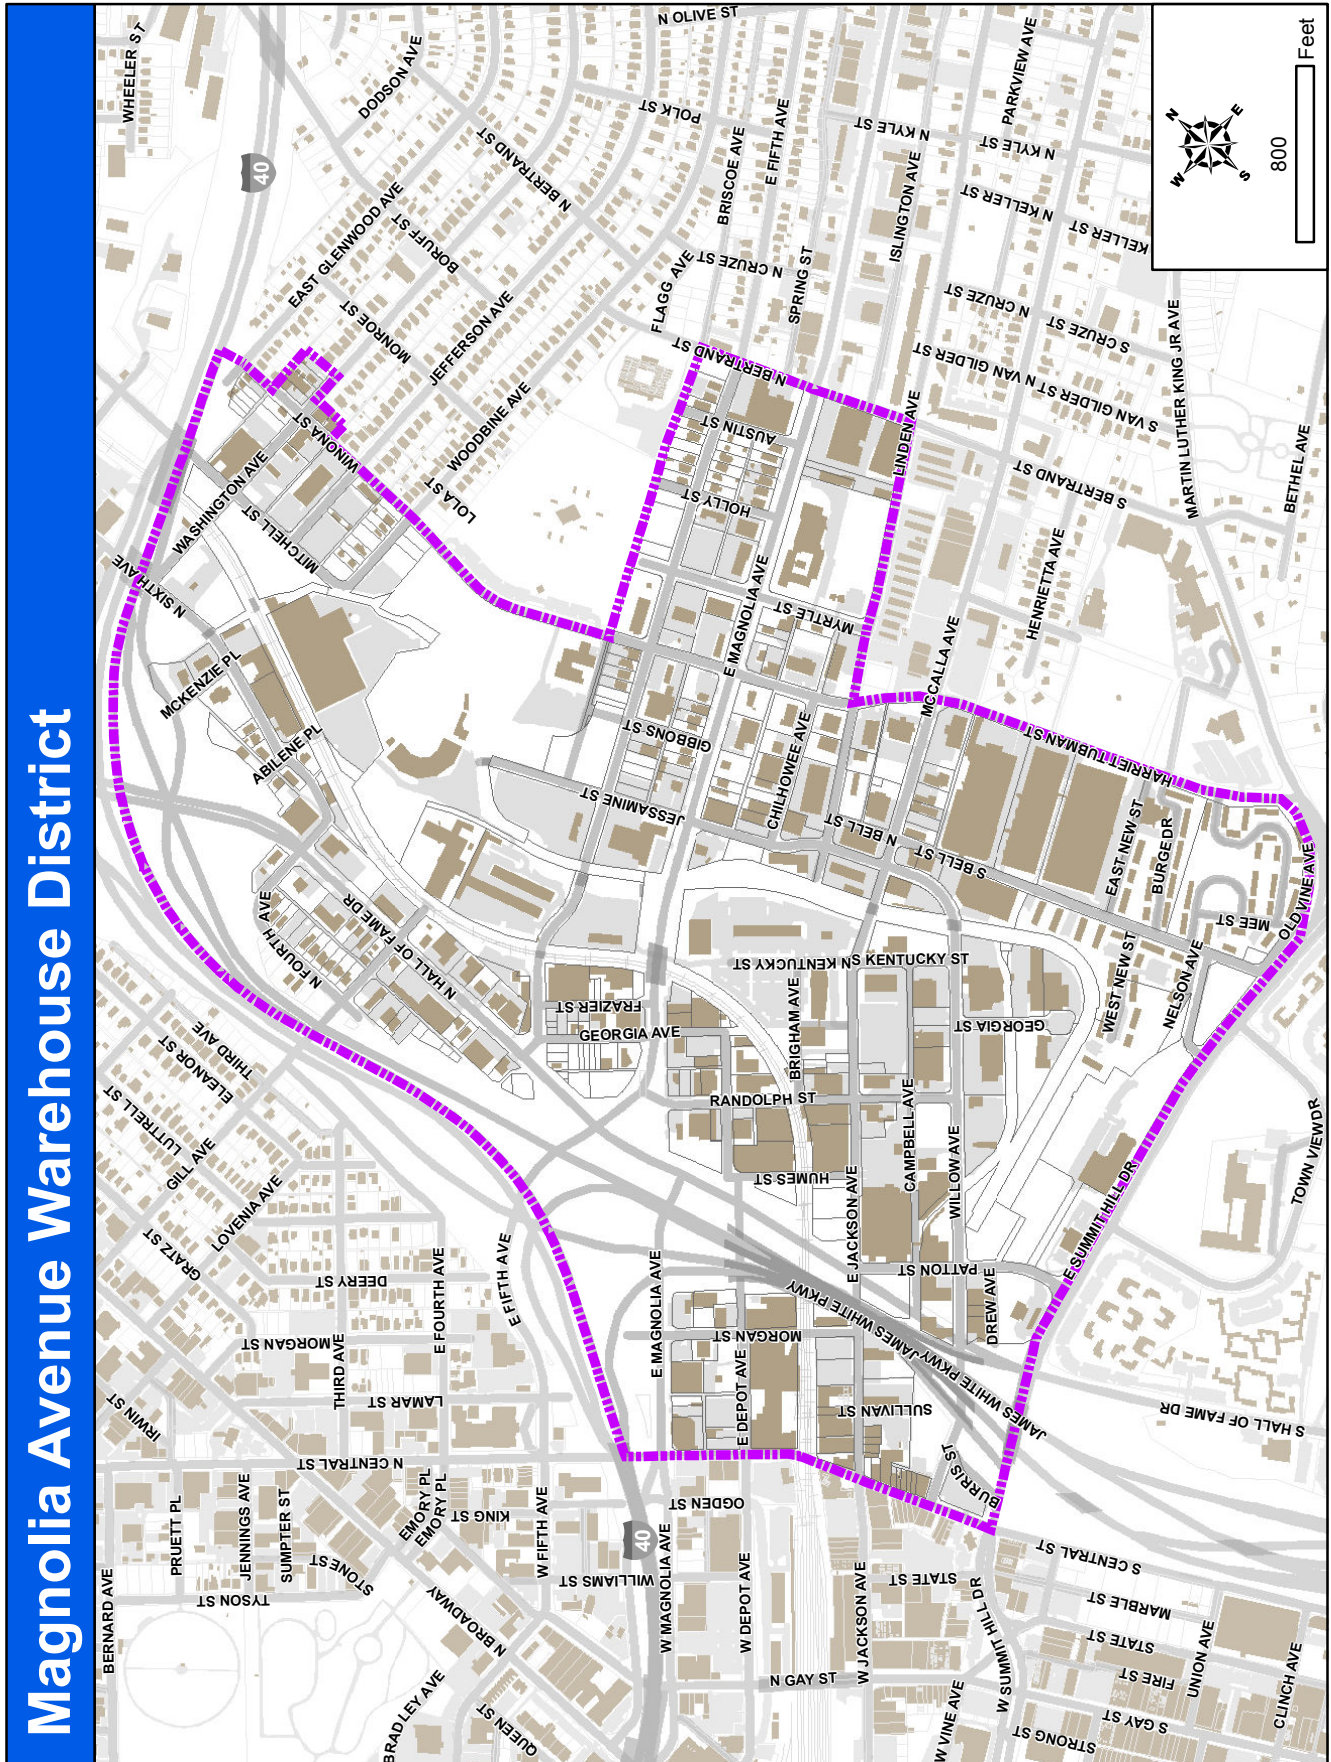 Magnolia Avenue Warehouse District
WHEELER ST
N OLIVE ST
DODSON AVE
PARKVIEW AVE
POLK ST
N BERTRAND ST
BRISCOE AVE
E FIFTH AVE
N KYLE ST
N KYLE ST
40
EAST GLENWOOD AVE
BORUFF ST
MONROE ST
JEFFERSON AVE
FLAGG AVE
N CRUZE ST
SPRING ST
ISLINGTON AVE
N KELLER ST
KELLER ST
N CRUZE ST
S CRUZE ST
N VAN GILDER ST
S VAN GILDER ST
MARTIN LUTHER KING JR AVE
N BERTRAND ST
AUSTIN ST
LINDEN AVE
WINONA ST
WOODBINE AVE
LOLA ST
WASHINGTON AVE
MITCHELL ST
HOLLY ST
S BERTRAND ST
BETHEL AVE
N SIXTH AVE
MCKENZIE PL
ABILENE PL
E MAGNOLIA AVE
MYRTLE ST
HENRIETTA AVE
MCCALLA AVE
GIBBONS ST
JESSAMINE ST
CHILHOWEE AVE
HARRIET TUBMAN ST
N BELL ST
S BELL ST
EAST NEW ST
BURGE DR
MEE ST
OLD VINE AVE
NELSON AVE
WEST NEW ST
N FOURTH AVE
N HALL OF FAME DR
FRAZIER ST
GEORGIA AVE
N KENTUCKY ST
S KENTUCKY ST
BRIGHAM AVE
GEORGIA ST
RANDOLPH ST
CAMPBELL AVE
WILLOW AVE
HUMES ST
E JACKSON AVE
PATTON ST
DREW AVE
E SUMMIT HILL DR
TOWN VIEW DR
THIRD AVE
ELEANOR ST
LUTTRELL ST
GILL AVE
LOVENIA AVE
GRATZ ST
DEERY ST
MORGAN ST
E FOURTH AVE
E FIFTH AVE
THIRD AVE
LAMAR ST
IRWIN ST
N CENTRAL ST
E MAGNOLIA AVE
MORGAN ST
E DEPOT AVE
JAMES WHITE PKWY
JAMES WHITE PKWY
JAMES WHITE PKWY
SULLIVAN ST
BURRIS ST
S HALL OF FAME DR
PRUETT PL
JENNINGS AVE
SUMPTER ST
STONE ST
TYSON ST
BERNARD AVE
EMORY PL
EMORY PL
KING ST
W FIFTH AVE
WILLIAMS ST
40
OGDEN ST
W MAGNOLIA AVE
W DEPOT AVE
N BROADWAY
BRADLEY AVE
QUEEN ST
N GAY ST
W JACKSON AVE
STATE ST
W SUMMIT HILL DR
W VINE AVE
S CENTRAL ST
MARBLE ST
STATE ST
FIRE ST
UNION AVE
S GAY ST
STRONG ST
CLINCH AVE
N
E
S
W
800
Feet